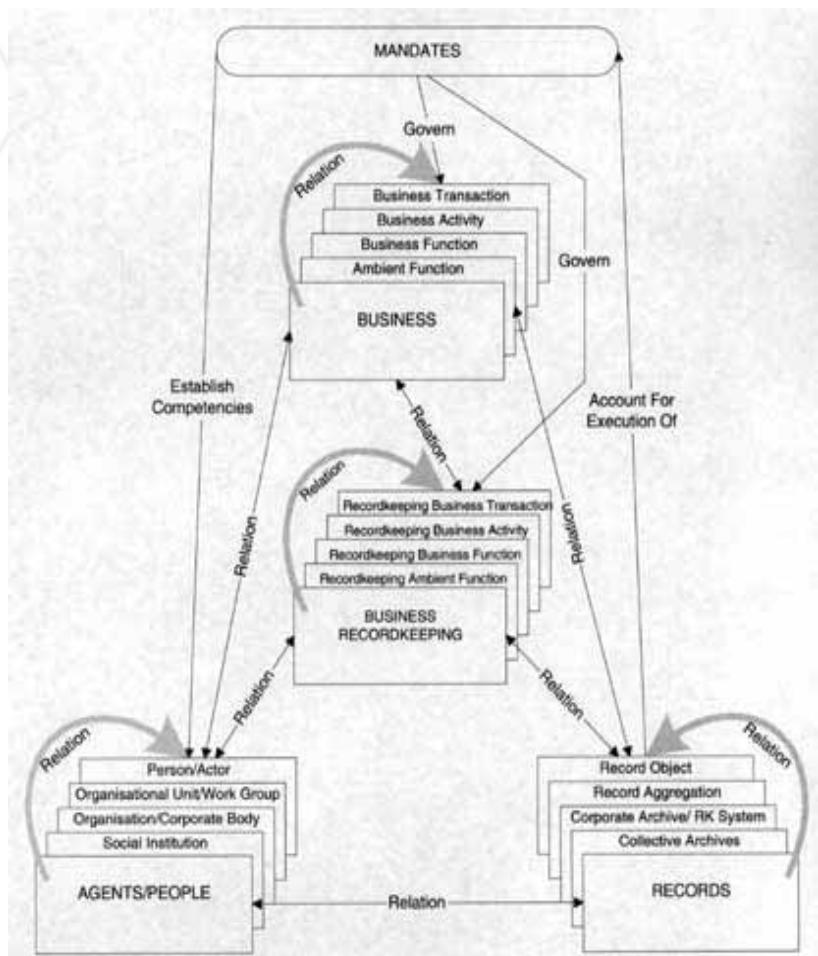 MANDATES
Govern
Relation
Business Transaction
Business Activity
Business Function
Ambient Function
BUSINESS
Govern
Establish
Competencies
Account For
Execution Of
Relation
Relation
Relation
Relation
Recordkeeping Business Transaction
Recordkeeping Business Activity
Recordkeeping Business Function
Recordkeeping Ambient Function
BUSINESS
RECORDKEEPING
Relation
Relation
Relation
Person/Actor
Organisational Unit/Work Group
Organisation/Corporate Body
Social Institution
AGENTS/PEOPLE
Relation
Record Object
Record Aggregation
Corporate Archive/ RK System
Collective Archives
RECORDS
Relation